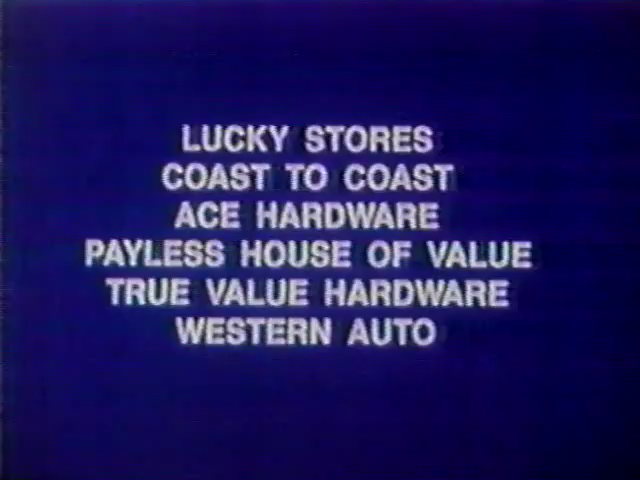 LUCKY STORES
COAST TO COAST
ACE HARDWARE
PAYLESS HOUSE OF VALUE
TRUE VALUE HARDWARE
WESTERN AUTO